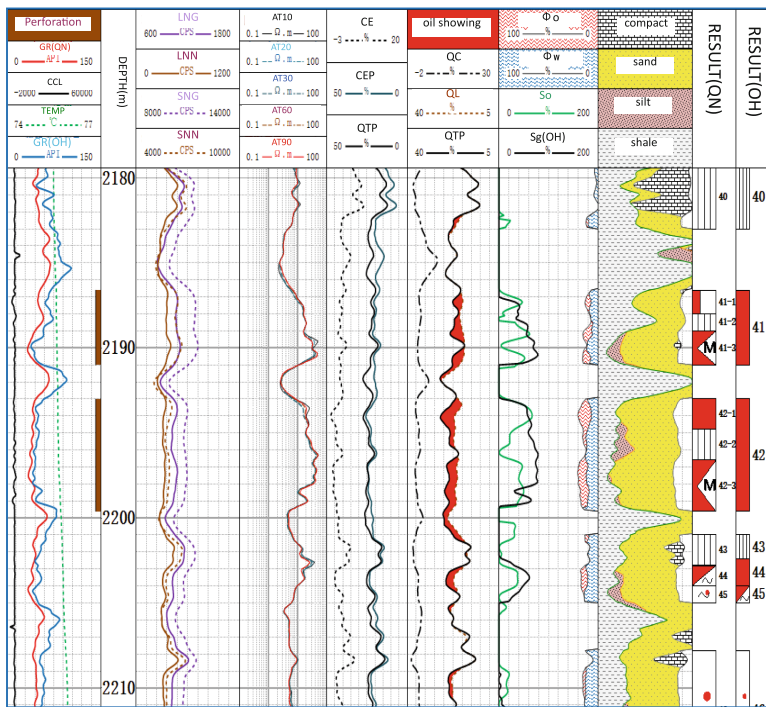 Perforation
GR(QN)
0 API 150
CCL
-2000 60000
TEMP
74 ℃ 77
GR(OH)
0 API 150
DEPTH(m)
LNG
600 CPS 1800
LNN
0 CPS 1200
SNG
8000 CPS 14000
SNN
4000 CPS 10000
AT10
0.1 Ω.m 100
AT20
0.1 Ω.m 100
AT30
0.1 Ω.m 100
AT60
0.1 Ω.m 100
AT90
0.1 Ω.m 100
CE
-3 % 20
CEP
50 % 0
QTP
50 % 0
oil showing
QC
-2 % 30
QL
40 % 5
QTP
40 % 5
Φo
100 % 0
Φw
100 % 0
So
0 % 200
Sg(OH)
0 % 200
compact
sand
silt
shale
RESULT(QN)
RESULT(OH)
2180
2190
2200
2210
40
41-1
41-2
M 41-3
42-1
42-2
M 42-3
43
44
45
40
41
42
43
44
45